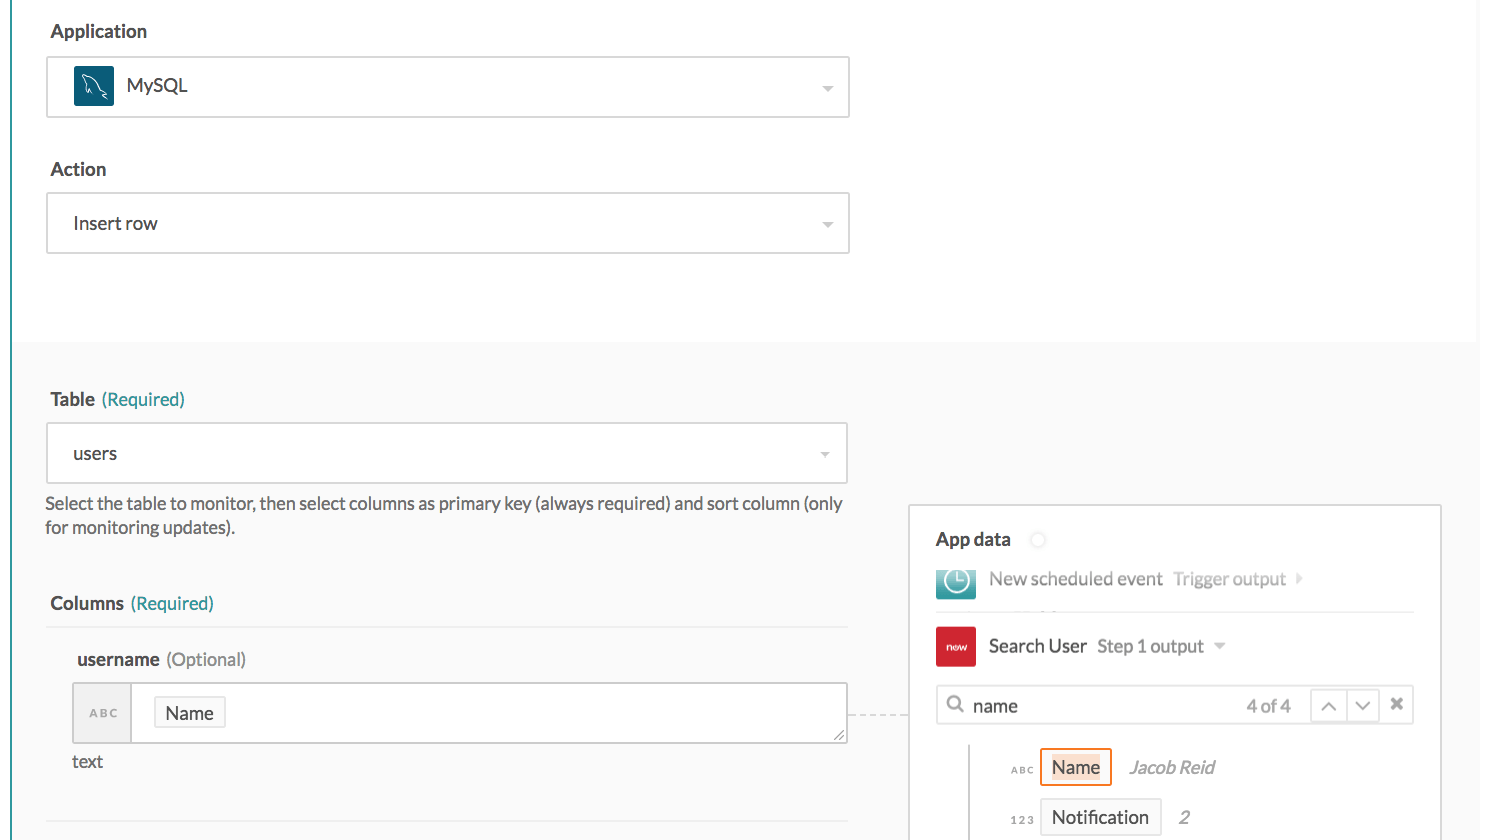 Application
MySQL
Action
Insert row
Table (Required)
users
Select the table to monitor, then select columns as primary key (always required) and sort column (only
for monitoring updates).
Columns (Required)
username (Optional)
ABC Name
text
App data
New scheduled event Trigger output
now Search User Step 1 output
name 4 of 4
ABC Name Jacob Reid
123 Notification 2